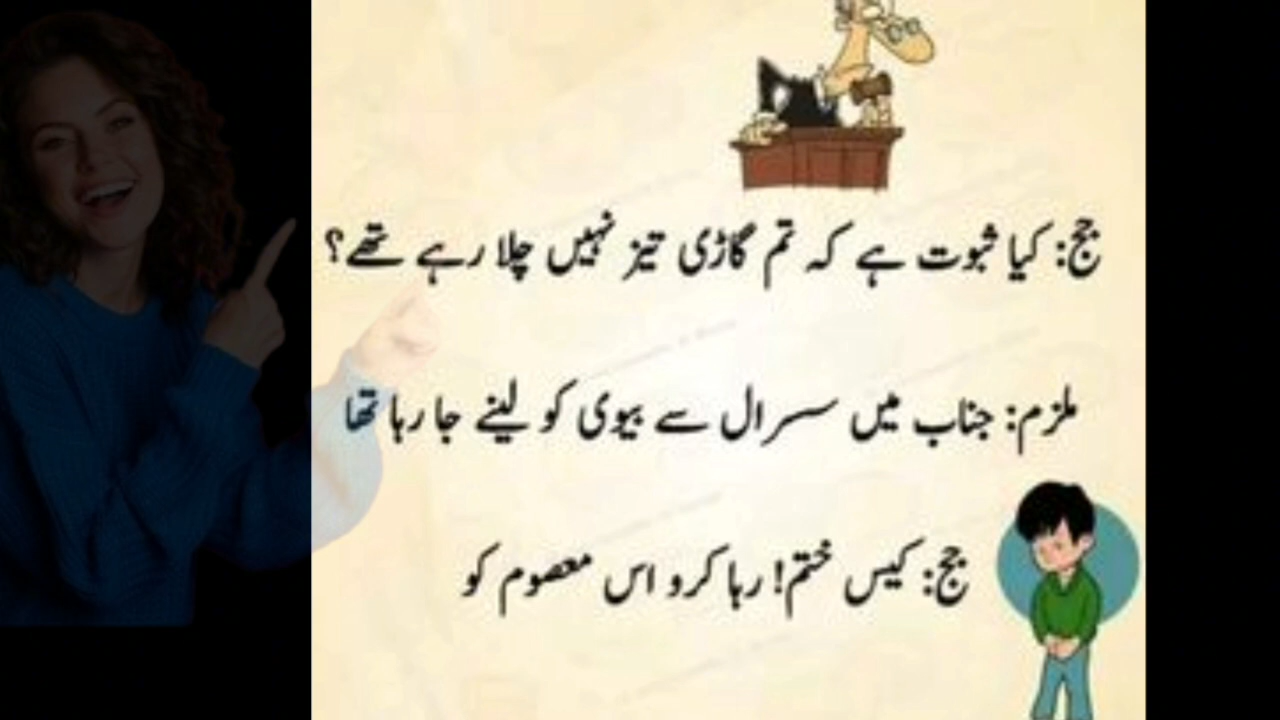 جج: کیا ثبوت ہے کہ تم گاڑی تیز نہیں چلا رہے تھے؟
ملزم: جناب میں سسرال سے بیوی کو لینے جا رہا تھا
جج: کیس ختم! رہا کرو اس معصوم کو